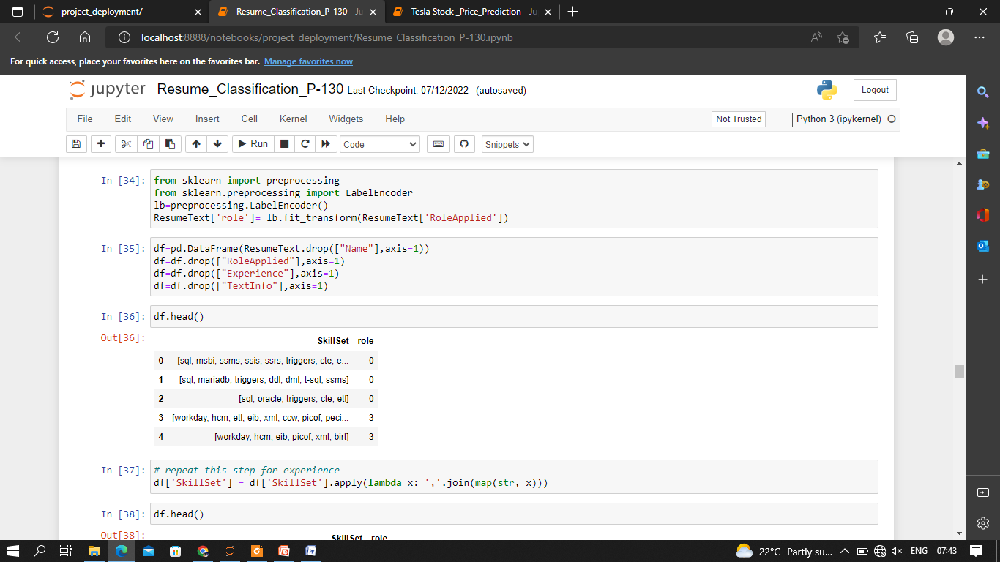 project_deployment/
Resume_Classification_P-130 - Ju
Tesla Stock _Price_Prediction - Ju
localhost:8888/notebooks/project_deployment/Resume_Classification_P-130.ipynb
For quick access, place your favorites here on the favorites bar. Manage favorites now
jupyter Resume_Classification_P-130 Last Checkpoint: 07/12/2022 (autosaved)
Logout
File Edit View Insert Cell Kernel Widgets Help
Not Trusted
Python 3 (ipykernel)
Run
Code
Snippets
In [34]: from sklearn import preprocessing
from sklearn.preprocessing import LabelEncoder
lb=preprocessing.LabelEncoder()
ResumeText['role']= lb.fit_transform(ResumeText['RoleApplied'])
In [35]: df=pd.DataFrame(ResumeText.drop(["Name"],axis=1))
df=df.drop(["RoleApplied"],axis=1)
df=df.drop(["Experience"],axis=1)
df=df.drop(["TextInfo"],axis=1)
In [36]: df.head()
Out[36]:
SkillSet role
0 [sql, msbi, ssms, ssis, ssrs, triggers, cte, e... 0
1 [sql, mariadb, triggers, ddl, dml, t-sql, ssms] 0
2 [sql, oracle, triggers, cte, etl] 0
3 [workday, hcm, etl, eib, xml, ccw, picof, peci... 3
4 [workday, hcm, eib, picof, xml, birt] 3
In [37]: # repeat this step for experience
df['SkillSet'] = df['SkillSet'].apply(lambda x: ','.join(map(str, x)))
In [38]: df.head()
Out[38]:
SkillSet role
22°C Partly su... ENG 07:43